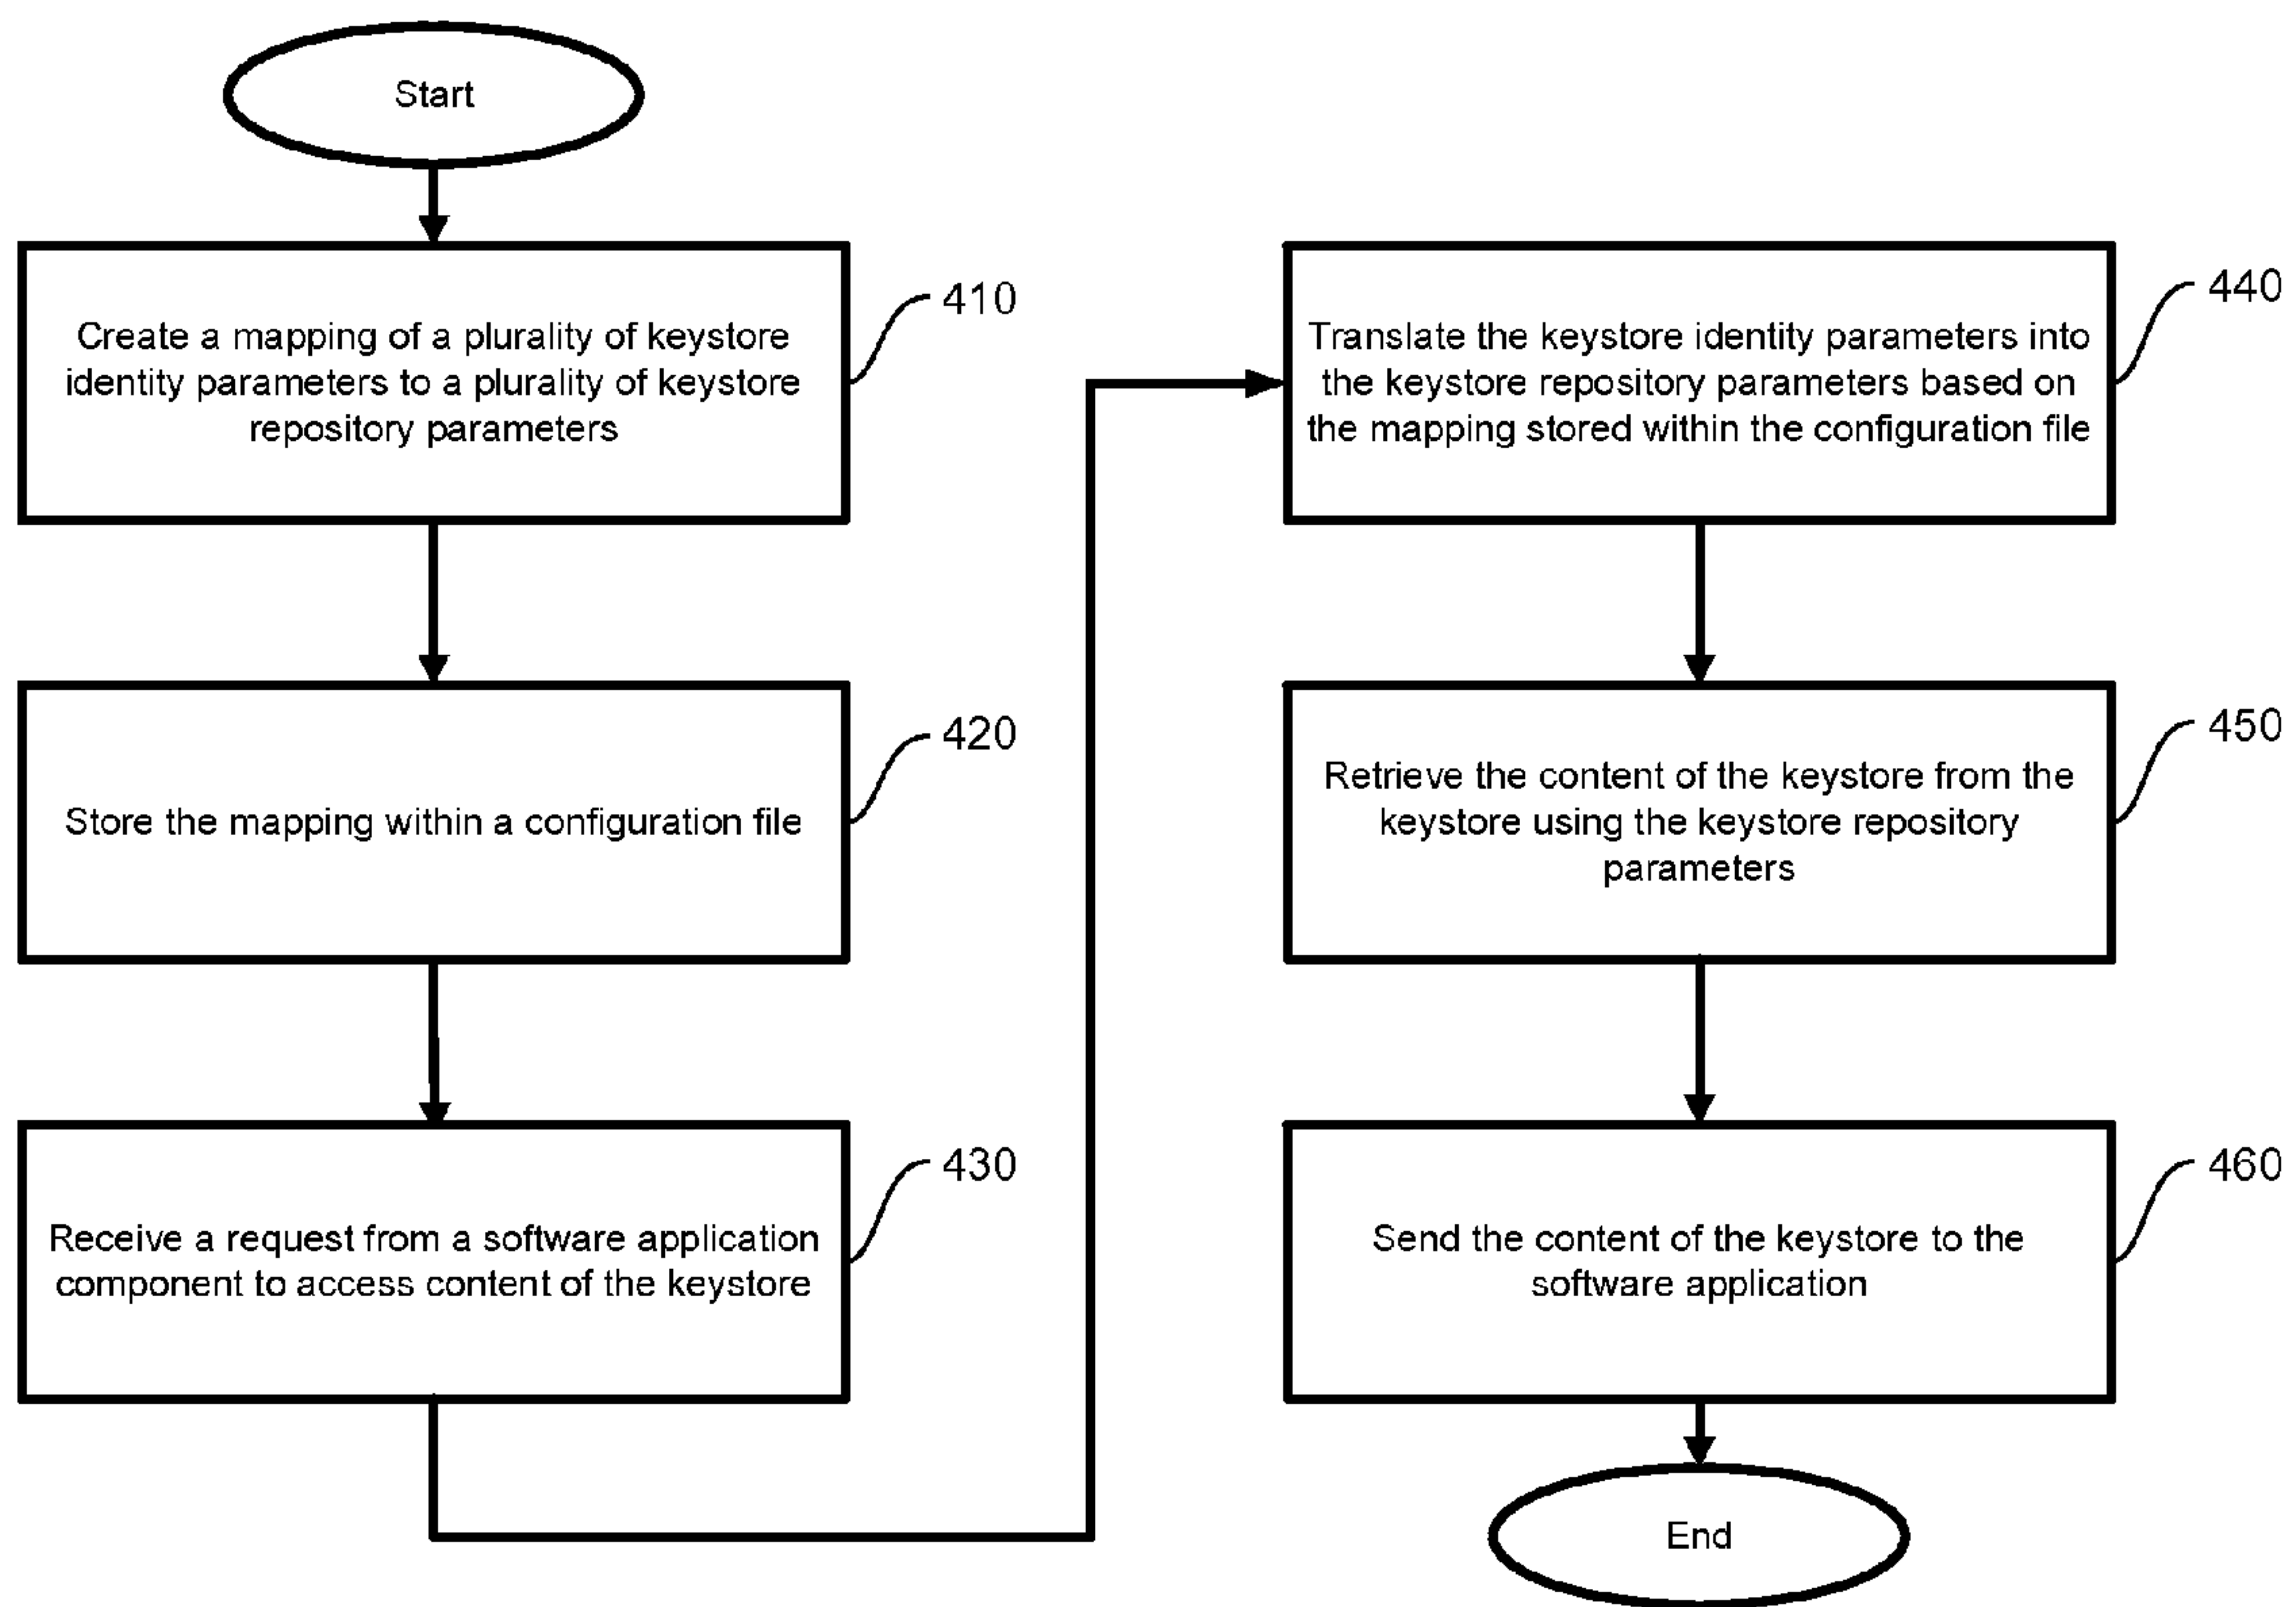 Start
Create a mapping of a plurality of keystore
identity parameters to a plurality of keystore
repository parameters
410
Store the mapping within a configuration file
420
Receive a request from a software application
component to access content of the keystore
430
Translate the keystore identity parameters into
the keystore repository parameters based on
the mapping stored within the configuration file
440
Retrieve the content of the keystore from the
keystore using the keystore repository
parameters
450
Send the content of the keystore to the
software application
460
End